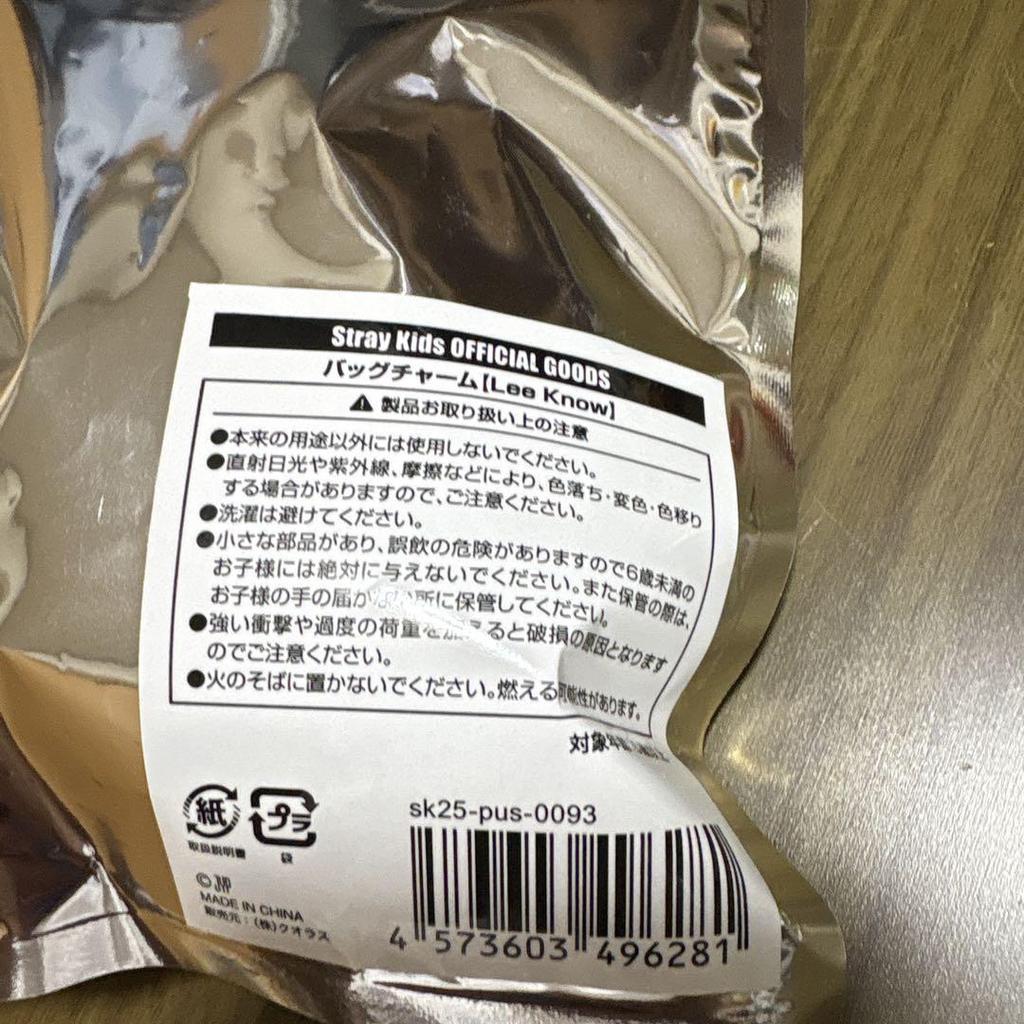 Stray Kids OFFICIAL GOODS
バッグチャーム【Lee Know】
製品お取り扱い上の注意
●本来の用途以外には使用しないでください。
●直射日光や紫外線、摩擦などにより、色落ち・変色・色移り
する場合がありますので、ご注意ください。
●洗濯は避けてください。
●小さな部品があり、誤飲の危険がありますので6歳未満の
お子様には絶対に与えないでください。また保管の際は、
お子様の手の届かない所に保管してください。
●強い衝撃や過度の荷重を加えると破損の原因となります
のでご注意ください。
●火のそばに置かないでください。燃える可能性があります。
対象年齢
紙 プラ
取扱説明書 袋
sk25-pus-0093
©JYP
MADE IN CHINA
販売元:(株)クオラス
4 573603 496281